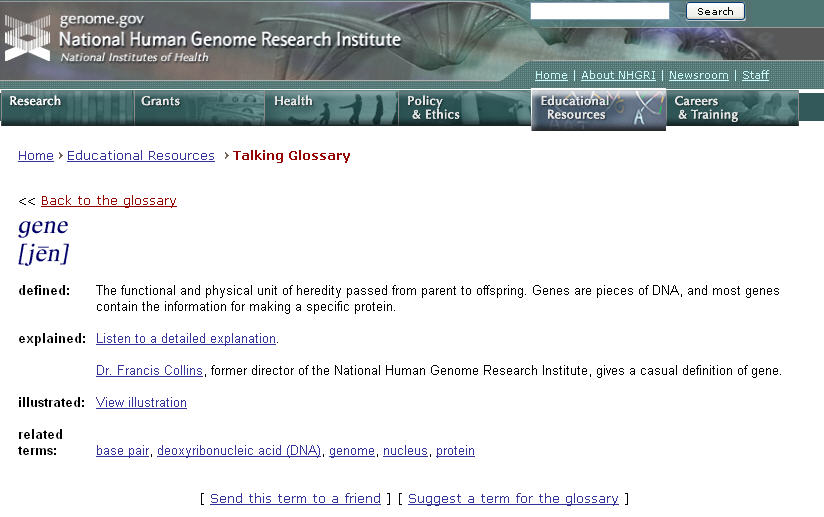 genome.gov
National Human Genome Research Institute
National Institutes of Health
Search
Home | About NHGRI | Newsroom | Staff
Research Grants Health Policy & Ethics Educational Resources Careers & Training
Home › Educational Resources › Talking Glossary
<< Back to the glossary
gene
[jēn]
defined: The functional and physical unit of heredity passed from parent to offspring. Genes are pieces of DNA, and most genes
contain the information for making a specific protein.
explained: Listen to a detailed explanation.
Dr. Francis Collins, former director of the National Human Genome Research Institute, gives a casual definition of gene.
illustrated: View illustration
related
terms: base pair, deoxyribonucleic acid (DNA), genome, nucleus, protein
[ Send this term to a friend ] [ Suggest a term for the glossary ]